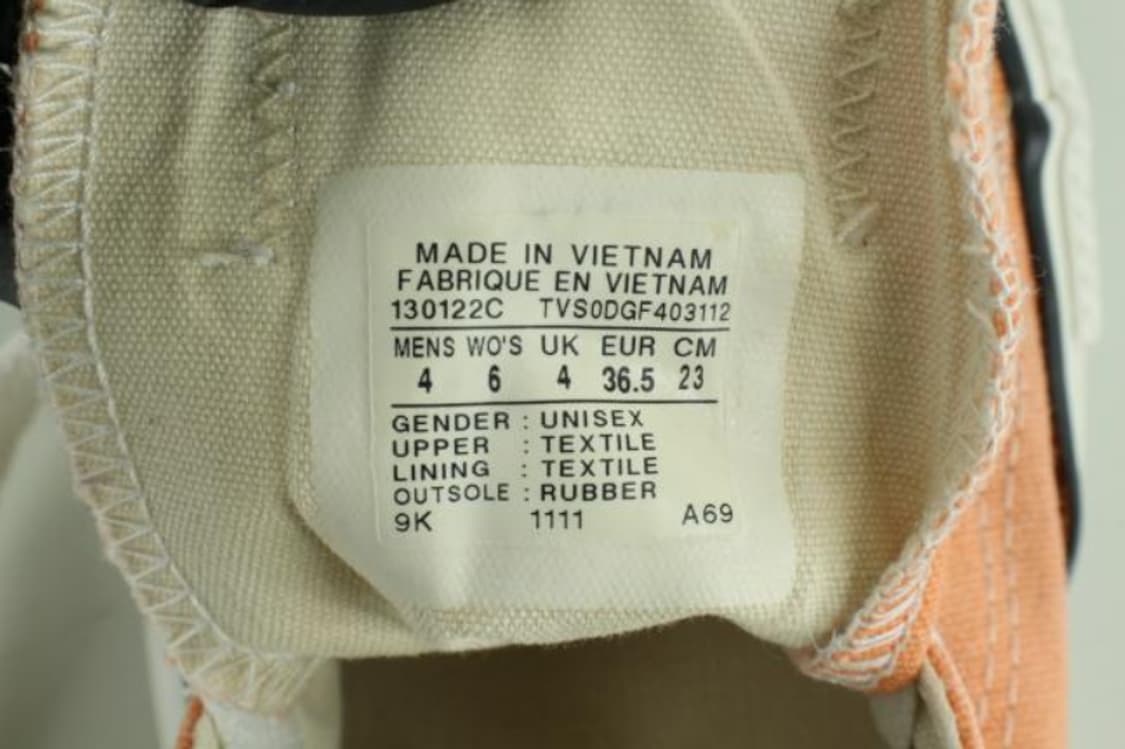 MADE IN VIETNAM
FABRIQUE EN VIETNAM
130122C TVS0DGF403112
MENS WO'S UK EUR CM
4 6 4 36.5 23
GENDER : UNISEX
UPPER : TEXTILE
LINING : TEXTILE
OUTSOLE : RUBBER
9K 1111 A69